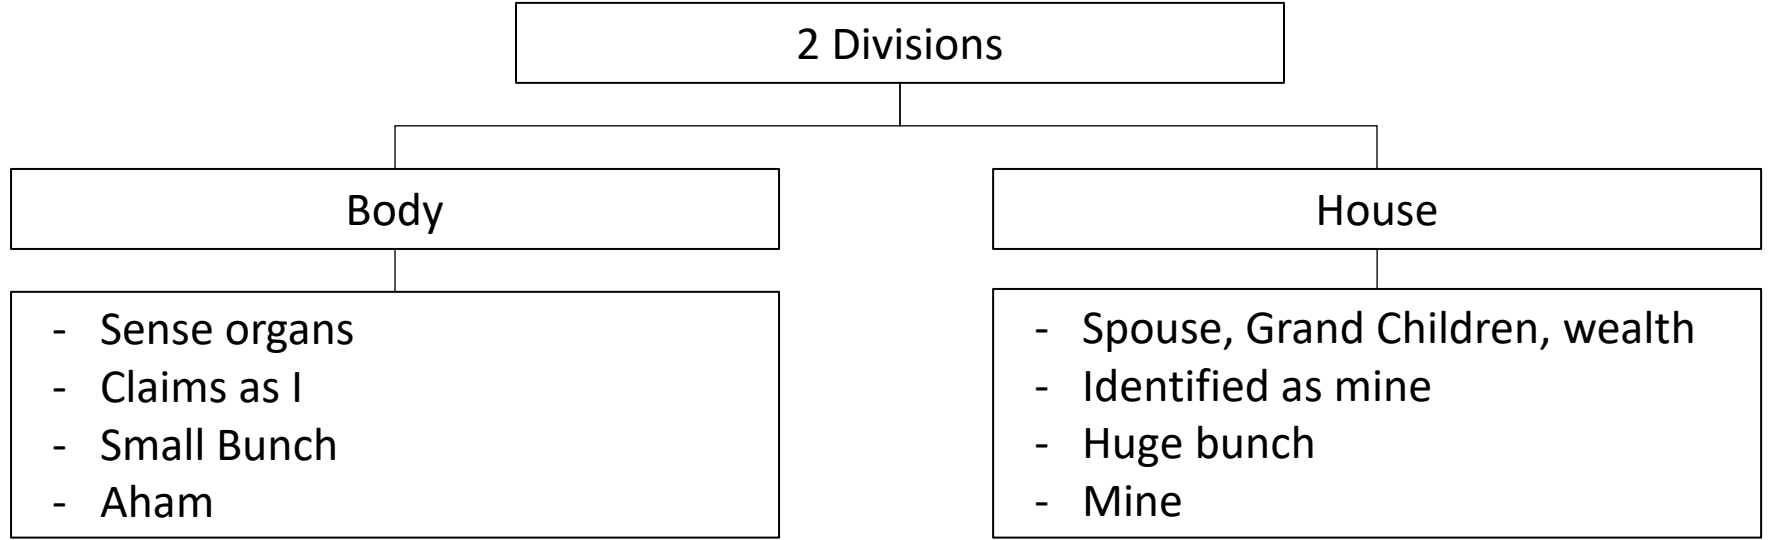 2 Divisions
Body
- Sense organs
- Claims as I
- Small Bunch
- Aham
House
- Spouse, Grand Children, wealth
- Identified as mine
- Huge bunch
- Mine